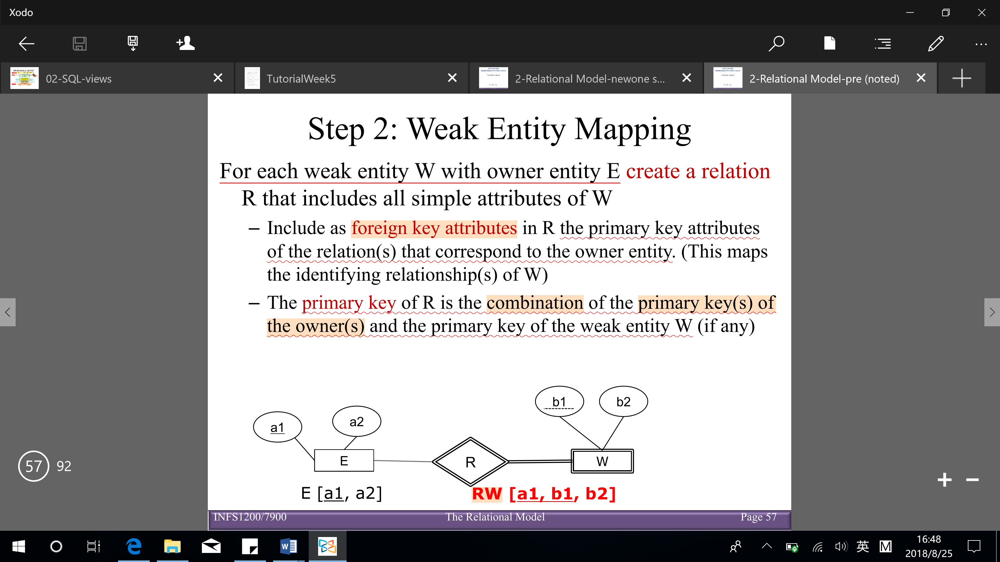 Xodo
02-SQL-views
TutorialWeek5
2-Relational Model-newone s...
2-Relational Model-pre (noted)
Step 2: Weak Entity Mapping
For each weak entity W with owner entity E create a relation
R that includes all simple attributes of W
– Include as foreign key attributes in R the primary key attributes
of the relation(s) that correspond to the owner entity. (This maps
the identifying relationship(s) of W)
– The primary key of R is the combination of the primary key(s) of
the owner(s) and the primary key of the weak entity W (if any)
b1
b2
a1
a2
E
R
W
57
92
E [a1, a2]
RW [a1, b1, b2]
INFS1200/7900
The Relational Model
Page 57
英
M
16:48
2018/8/25